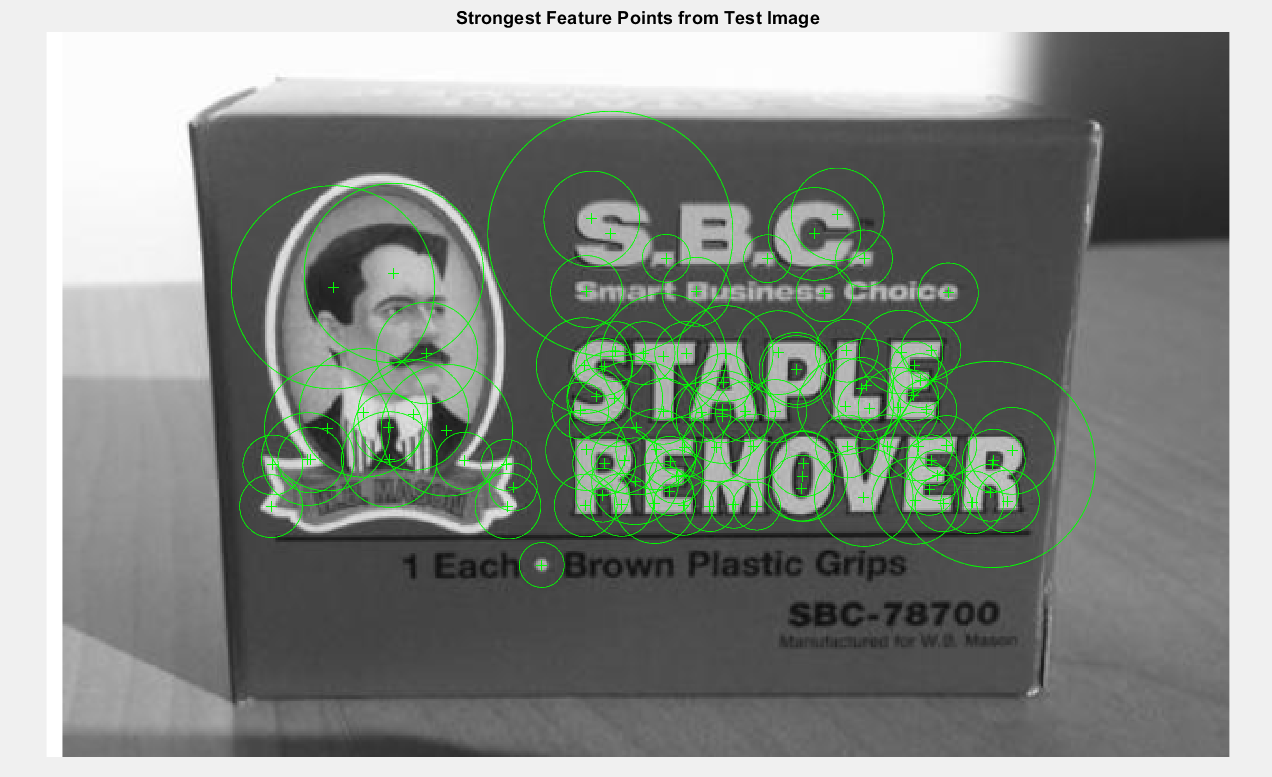 Strongest Feature Points from Test Image
S.B.C.
Smart Business Choice
STAPLE
REMOVER
1 Each • Brown Plastic Grips
SBC-78700
Manufactured for W.B. Mason